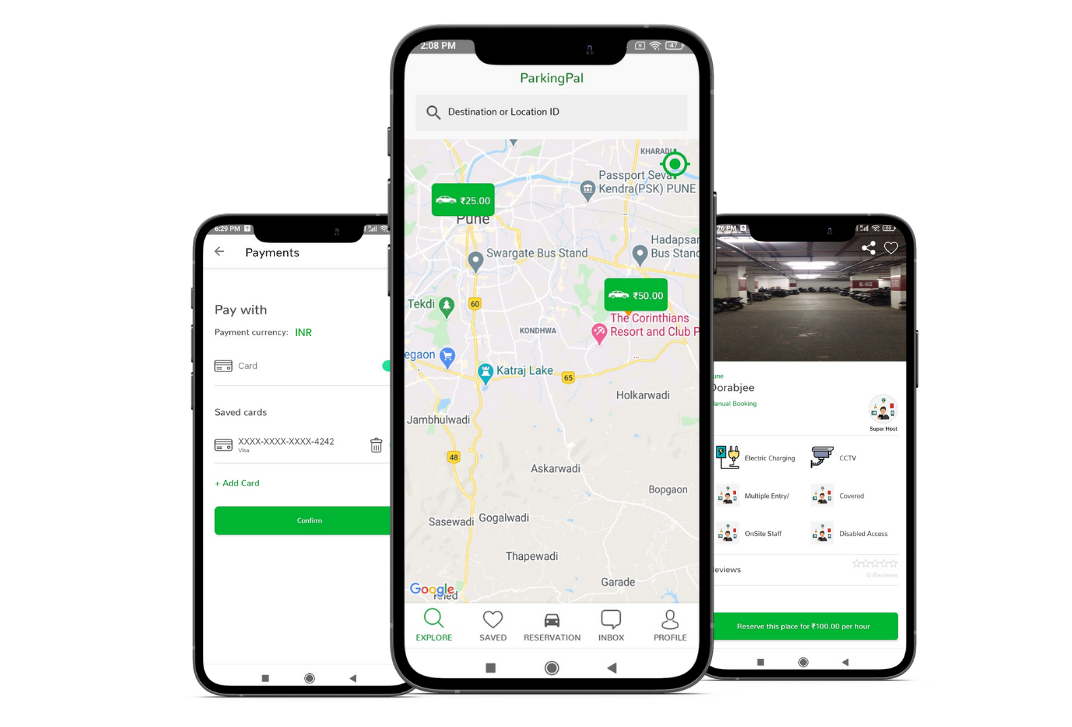 6:29 PM
Payments
Pay with
Payment currency: INR
Card
Saved cards
XXXX-XXXX-XXXX-4242
Visa
+ Add Card
Confirm
2:08 PM
47
ParkingPal
Destination or Location ID
KHARADI
Passport Seva
Kendra(PSK) PUNE
₹25.00
Pune
Swargate Bus Stand
Hadapsar
Bus Stand
₹50.00
Tekdi
60
The Corinthians
Resort and Club P
KONDHWA
egaon
Katraj Lake
65
Holkarwadi
Jambhulwadi
48
Askarwadi
Bopgaon
Sasewadi
Gogalwadi
Thapewadi
Garade
Google
EXPLORE
SAVED
RESERVATION
INBOX
PROFILE
PM
E-02
une
Dorabjee
anual Booking
Super Host
Electric Charging
CCTV
Multiple Entry/
Covered
OnSite Staff
Disabled Access
eviews
0 Reviews
Reserve this place for ₹100.00 per hour